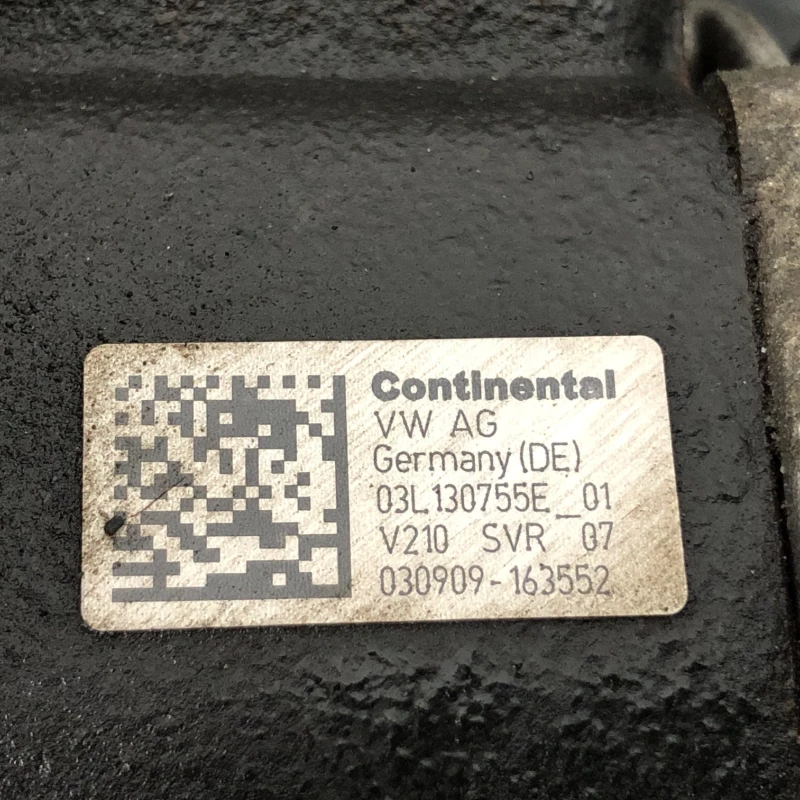 Continental
VW AG
Germany (DE)
03L130755E_01
V210 SVR 07
030909-163552